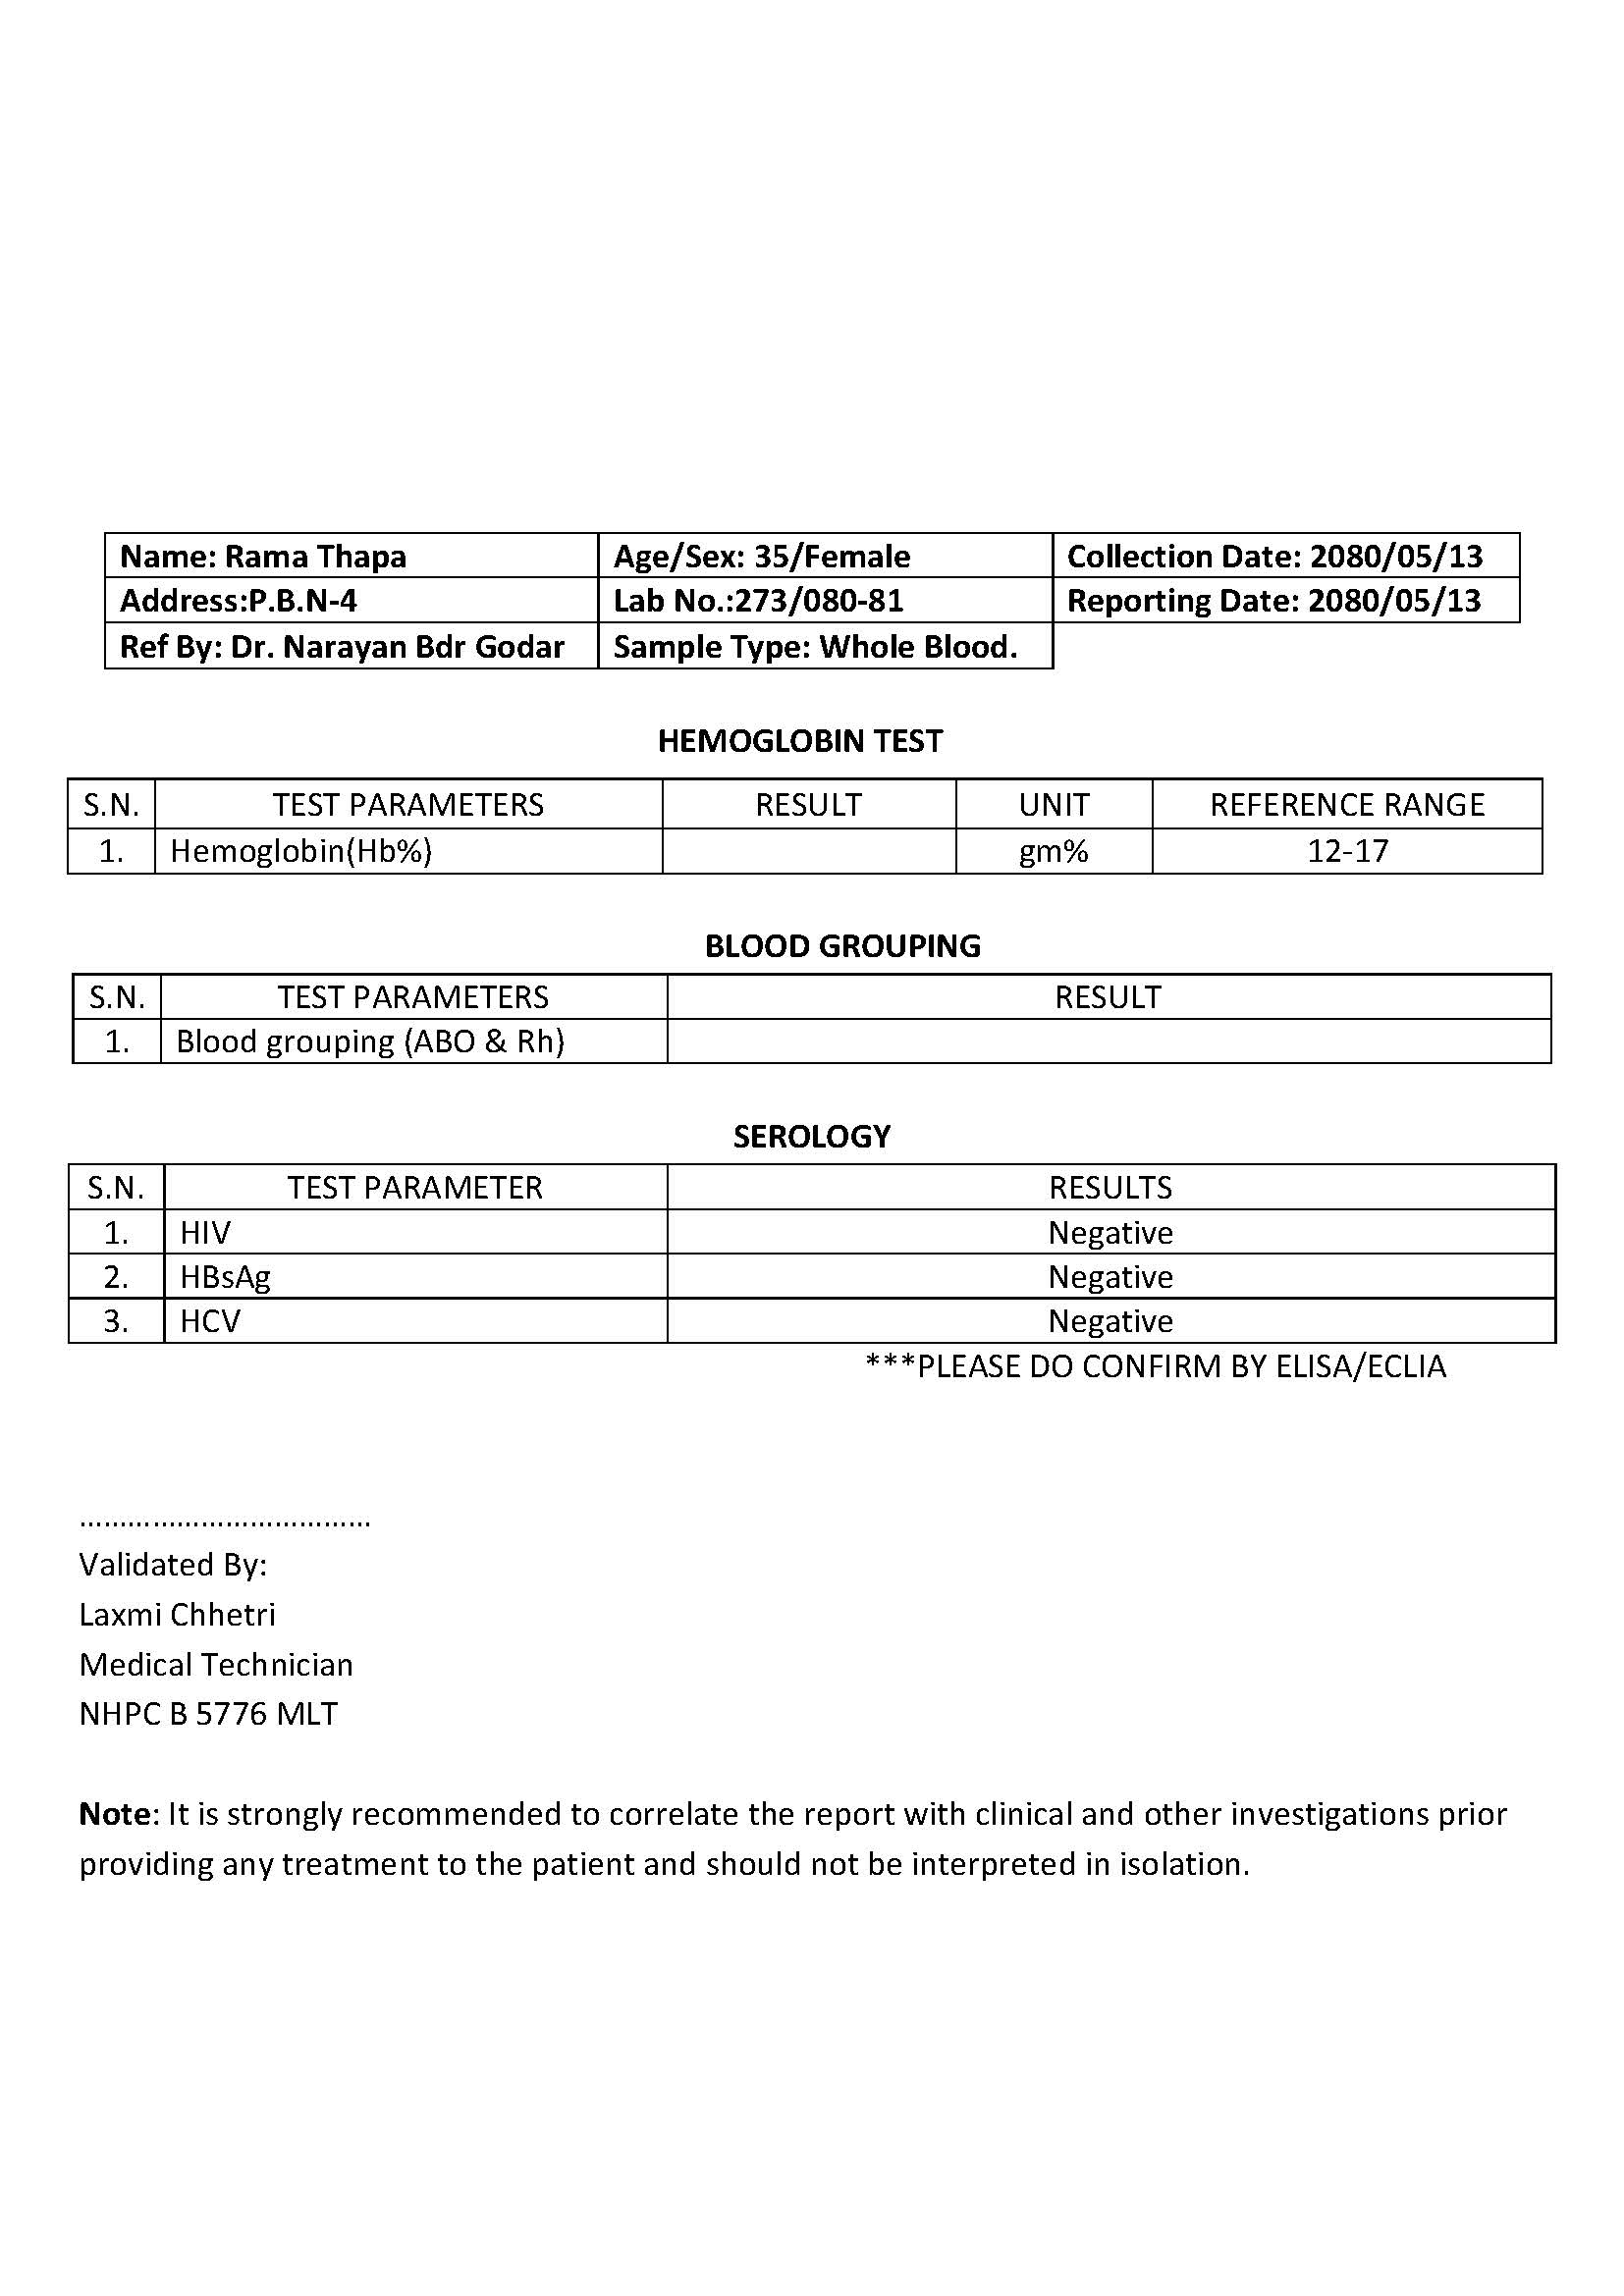 Name: Rama Thapa Age/Sex: 35/Female Collection Date: 2080/05/13
Address:P.B.N-4 Lab No.:273/080-81 Reporting Date: 2080/05/13
Ref By: Dr. Narayan Bdr Godar Sample Type: Whole Blood.
HEMOGLOBIN TEST
S.N. TEST PARAMETERS RESULT UNIT REFERENCE RANGE
1. Hemoglobin(Hb%) gm% 12-17
BLOOD GROUPING
S.N. TEST PARAMETERS RESULT
1. Blood grouping (ABO & Rh)
SEROLOGY
S.N. TEST PARAMETER RESULTS
1. HIV Negative
2. HBsAg Negative
3. HCV Negative
***PLEASE DO CONFIRM BY ELISA/ECLIA
....................................
Validated By:
Laxmi Chhetri
Medical Technician
NHPC B 5776 MLT
Note: It is strongly recommended to correlate the report with clinical and other investigations prior
providing any treatment to the patient and should not be interpreted in isolation.